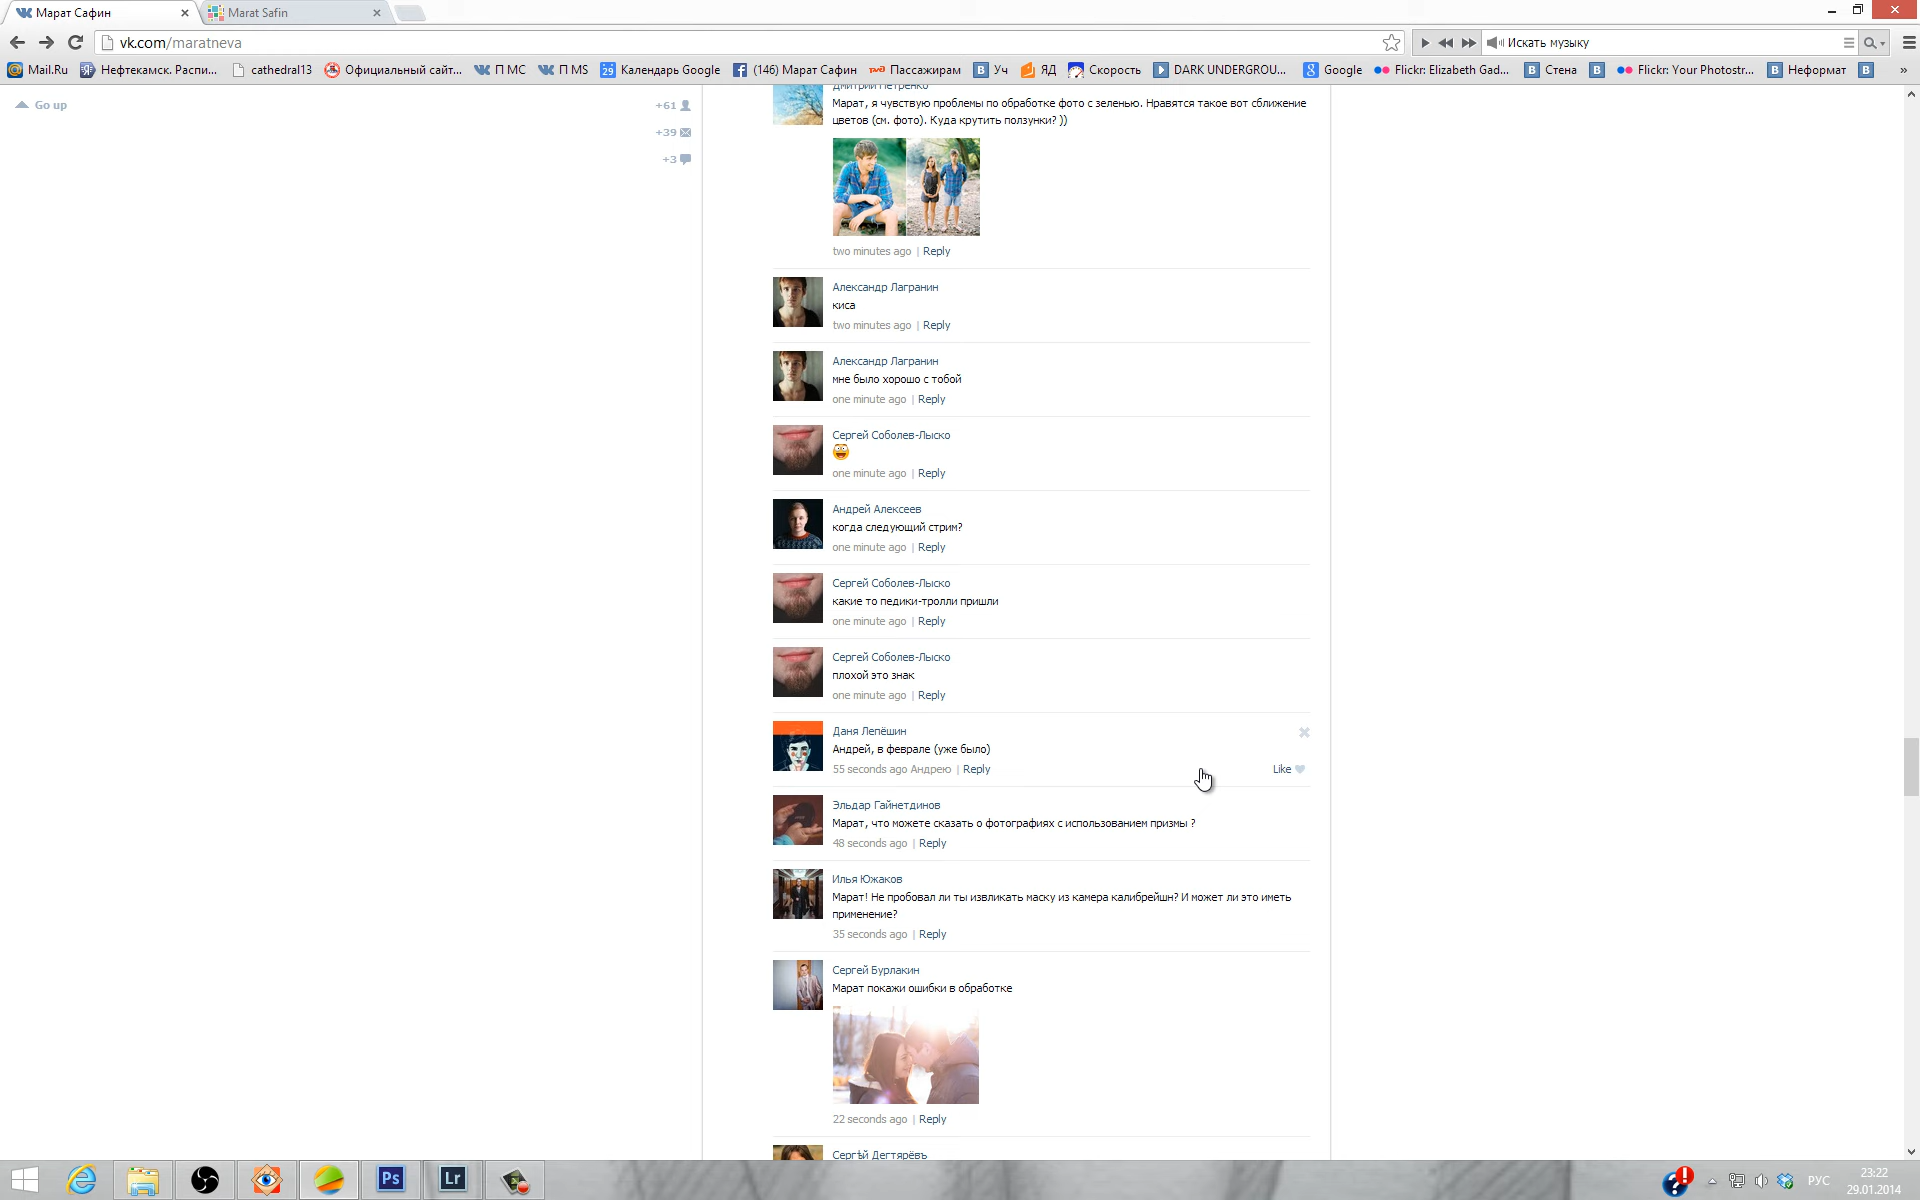 Марат Сафин
Marat Safin
vk.com/maratneva
Искать музыку
Mail.Ru
Нефтекамск. Распи...
cathedral13
Официальный сайт...
П МС
П MS
Календарь Google
(146) Марат Сафин
Пассажирам
Уч
ЯД
Скорость
DARK UNDERGROU...
Google
Flickr: Elizabeth Gad...
Стена
Flickr: Your Photostr...
Неформат
Go up
+61
+39
+3
Дмитрий Петренко
Марат, я чувствую проблемы по обработке фото с зеленью. Нравятся такое вот сближение
цветов (см. фото). Куда крутить ползунки? ))
two minutes ago | Reply
Александр Лагранин
киса
two minutes ago | Reply
Александр Лагранин
мне было хорошо с тобой
one minute ago | Reply
Сергей Соболев-Лыско
one minute ago | Reply
Андрей Алексеев
когда следующий стрим?
one minute ago | Reply
Сергей Соболев-Лыско
какие то педики-тролли пришли
one minute ago | Reply
Сергей Соболев-Лыско
плохой это знак
one minute ago | Reply
Даня Лепёшин
Андрей, в феврале (уже было)
55 seconds ago Андрею | Reply
Like
Эльдар Гайнетдинов
Марат, что можете сказать о фотографиях с использованием призмы ?
48 seconds ago | Reply
Илья Южаков
Марат! Не пробовал ли ты извликать маску из камера калибрейшн? И может ли это иметь
применение?
35 seconds ago | Reply
Сергей Бурлакин
Марат покажи ошибки в обработке
22 seconds ago | Reply
Сергѣй Дегтярёвъ
Ps
Lr
РУС
23:22
29.01.2014